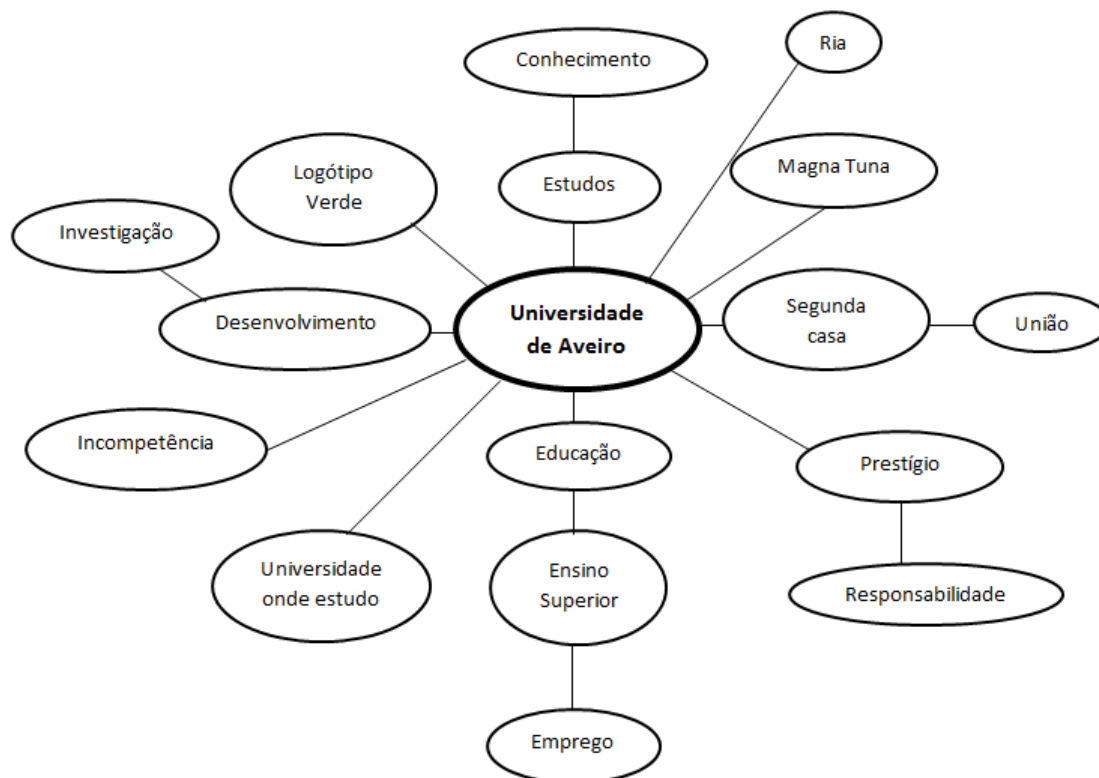 Conhecimento
Ria
Logótipo
Verde
Estudos
Magna Tuna
Investigação
Desenvolvimento
Universidade
de Aveiro
Segunda
casa
União
Incompetência
Educação
Prestígio
Universidade
onde estudo
Ensino
Superior
Responsabilidade
Emprego